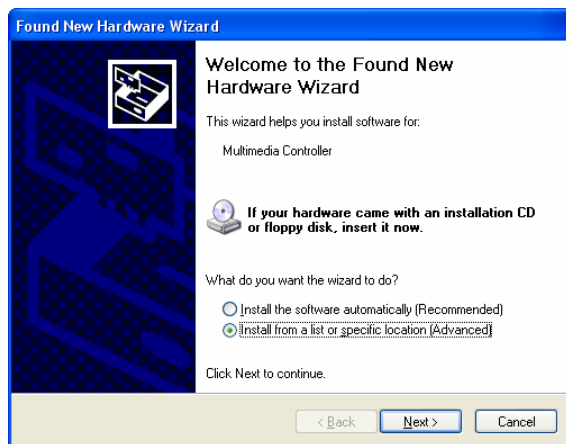 Found New Hardware Wizard
Welcome to the Found New
Hardware Wizard
This wizard helps you install software for:
Multimedia Controller
If your hardware came with an installation CD
or floppy disk, insert it now.
What do you want the wizard to do?
Install the software automatically (Recommended)
Install from a list or specific location (Advanced)
Click Next to continue.
< Back
Next >
Cancel